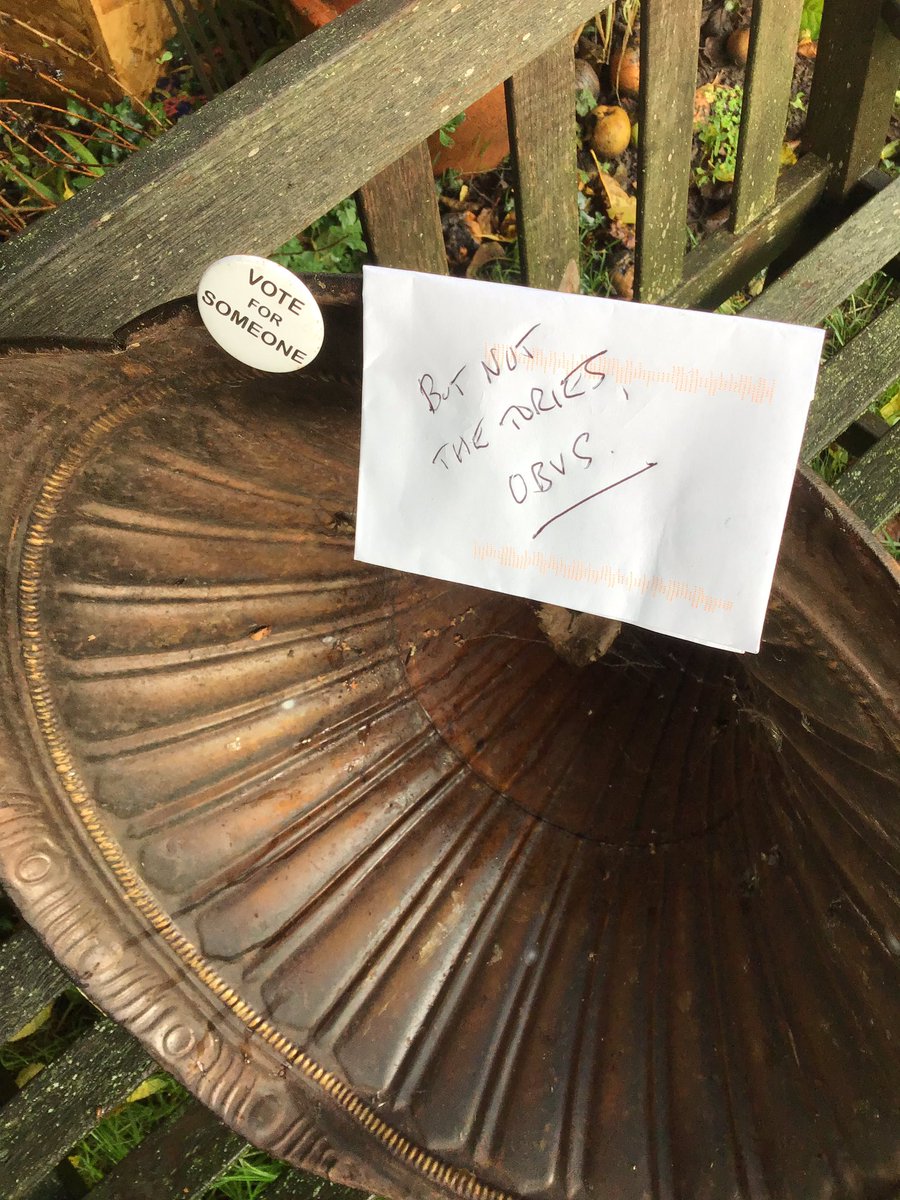 VOTE
FOR
SOMEONE
BUT NOT
THE TORIES,
OBVS.